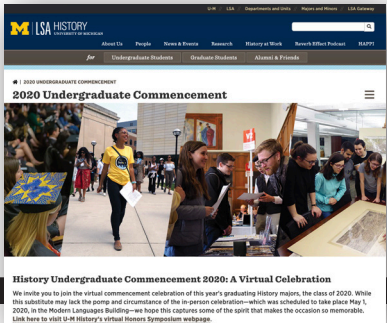 U-M / LSA / Departments and Units / Majors and Minors / LSA Gateway
M LSA HISTORY
UNIVERSITY OF MICHIGAN
About Us People News & Events Research History at Work Reverb Effect Podcast HAPPI
for Undergraduate Students Graduate Students Alumni & Friends
| 2020 UNDERGRADUATE COMMENCEMENT
2020 Undergraduate Commencement
History Undergraduate Commencement 2020: A Virtual Celebration
We invite you to join the virtual commencement celebration of this year's graduating History majors, the class of 2020. While
this substitute may lack the pomp and circumstance of the in-person celebration—which was scheduled to take place May 1,
2020, in the Modern Languages Building—we hope this captures some of the spirit that makes the occasion so memorable.
Link here to visit U-M History's virtual Honors Symposium webpage.